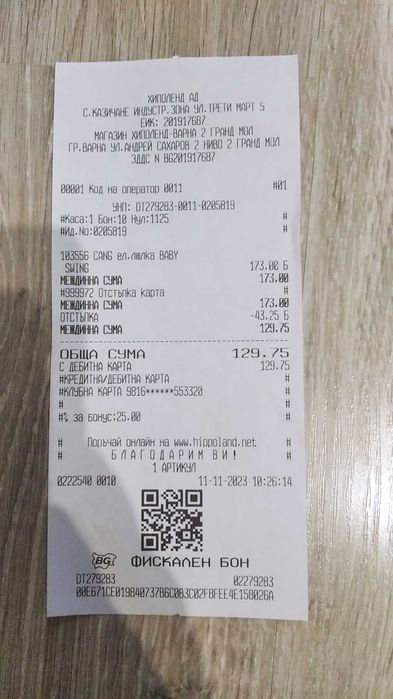 ХИПОЛЕНД АД
С.КАЗИЧАНЕ ИНДУСТР.ЗОНА УЛ.ТРЕТИ МАРТ 5
ЕИК: 201917687
МАГАЗИН ХИПОЛЕНД-ВАРНА 2 ГРАНД МОЛ
ГР.ВАРНА УЛ.АНДРЕЙ САХАРОВ 2 НИВО 2 ГРАНД МОЛ
ЗДДС N BG201917687
00001 Код на оператор 0011 #01
УНП: DT279283-0011-0205819
#Каса:1 Бон:10 Нул:1125 #
#Ид.No:0205819 #
103556 CANG ел.люлка BABY
SWING 173.00 Б
МЕЖДИННА СУМА 173.00
#999972 Отстъпка карта #
МЕЖДИННА СУМА 173.00
ОТСТЪПКА -43.25 Б
МЕЖДИННА СУМА 129.75
ОБЩА СУМА 129.75
С ДЕБИТНА КАРТА 129.75
#КРЕДИТНА/ДЕБИТНА КАРТА #
#КЛУБНА КАРТА 9816******553320 #
# #
#% за бонус:25.00 #
# Поръчай онлайн на www.hippoland.net #
# Б Л А Г О Д А Р И М В И ! #
1 АРТИКУЛ
0222540 0010 11-11-2023 10:26:14
BG ФИСКАЛЕН БОН
DT279283 02279283
00E671CE019840737B6C0B3C02FBFEE4E158026A